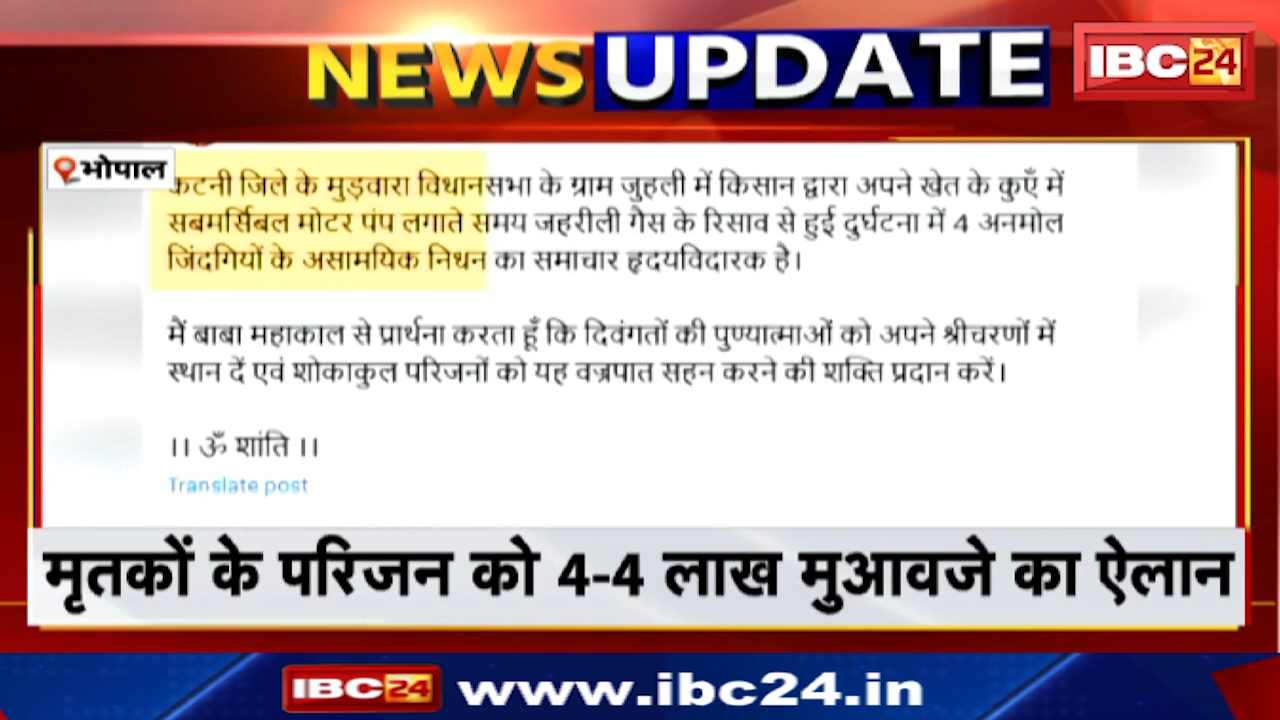 NEWS UPDATE
IBC24
भोपाल
कटनी जिले के मुड़वारा विधानसभा के ग्राम जुहली में किसान द्वारा अपने खेत के कुएँ में
सबमर्सिबल मोटर पंप लगाते समय जहरीली गैस के रिसाव से हुई दुर्घटना में 4 अनमोल
जिंदगियों के असामयिक निधन का समाचार हृदयविदारक है।
मैं बाबा महाकाल से प्रार्थना करता हूँ कि दिवंगतों की पुण्यात्माओं को अपने श्रीचरणों में
स्थान दें एवं शोकाकुल परिजनों को यह वज्रपात सहन करने की शक्ति प्रदान करें।
।। ॐ शांति ।।
Translate post
मृतकों के परिजन को 4-4 लाख मुआवजे का ऐलान
IBC24 www.ibc24.in